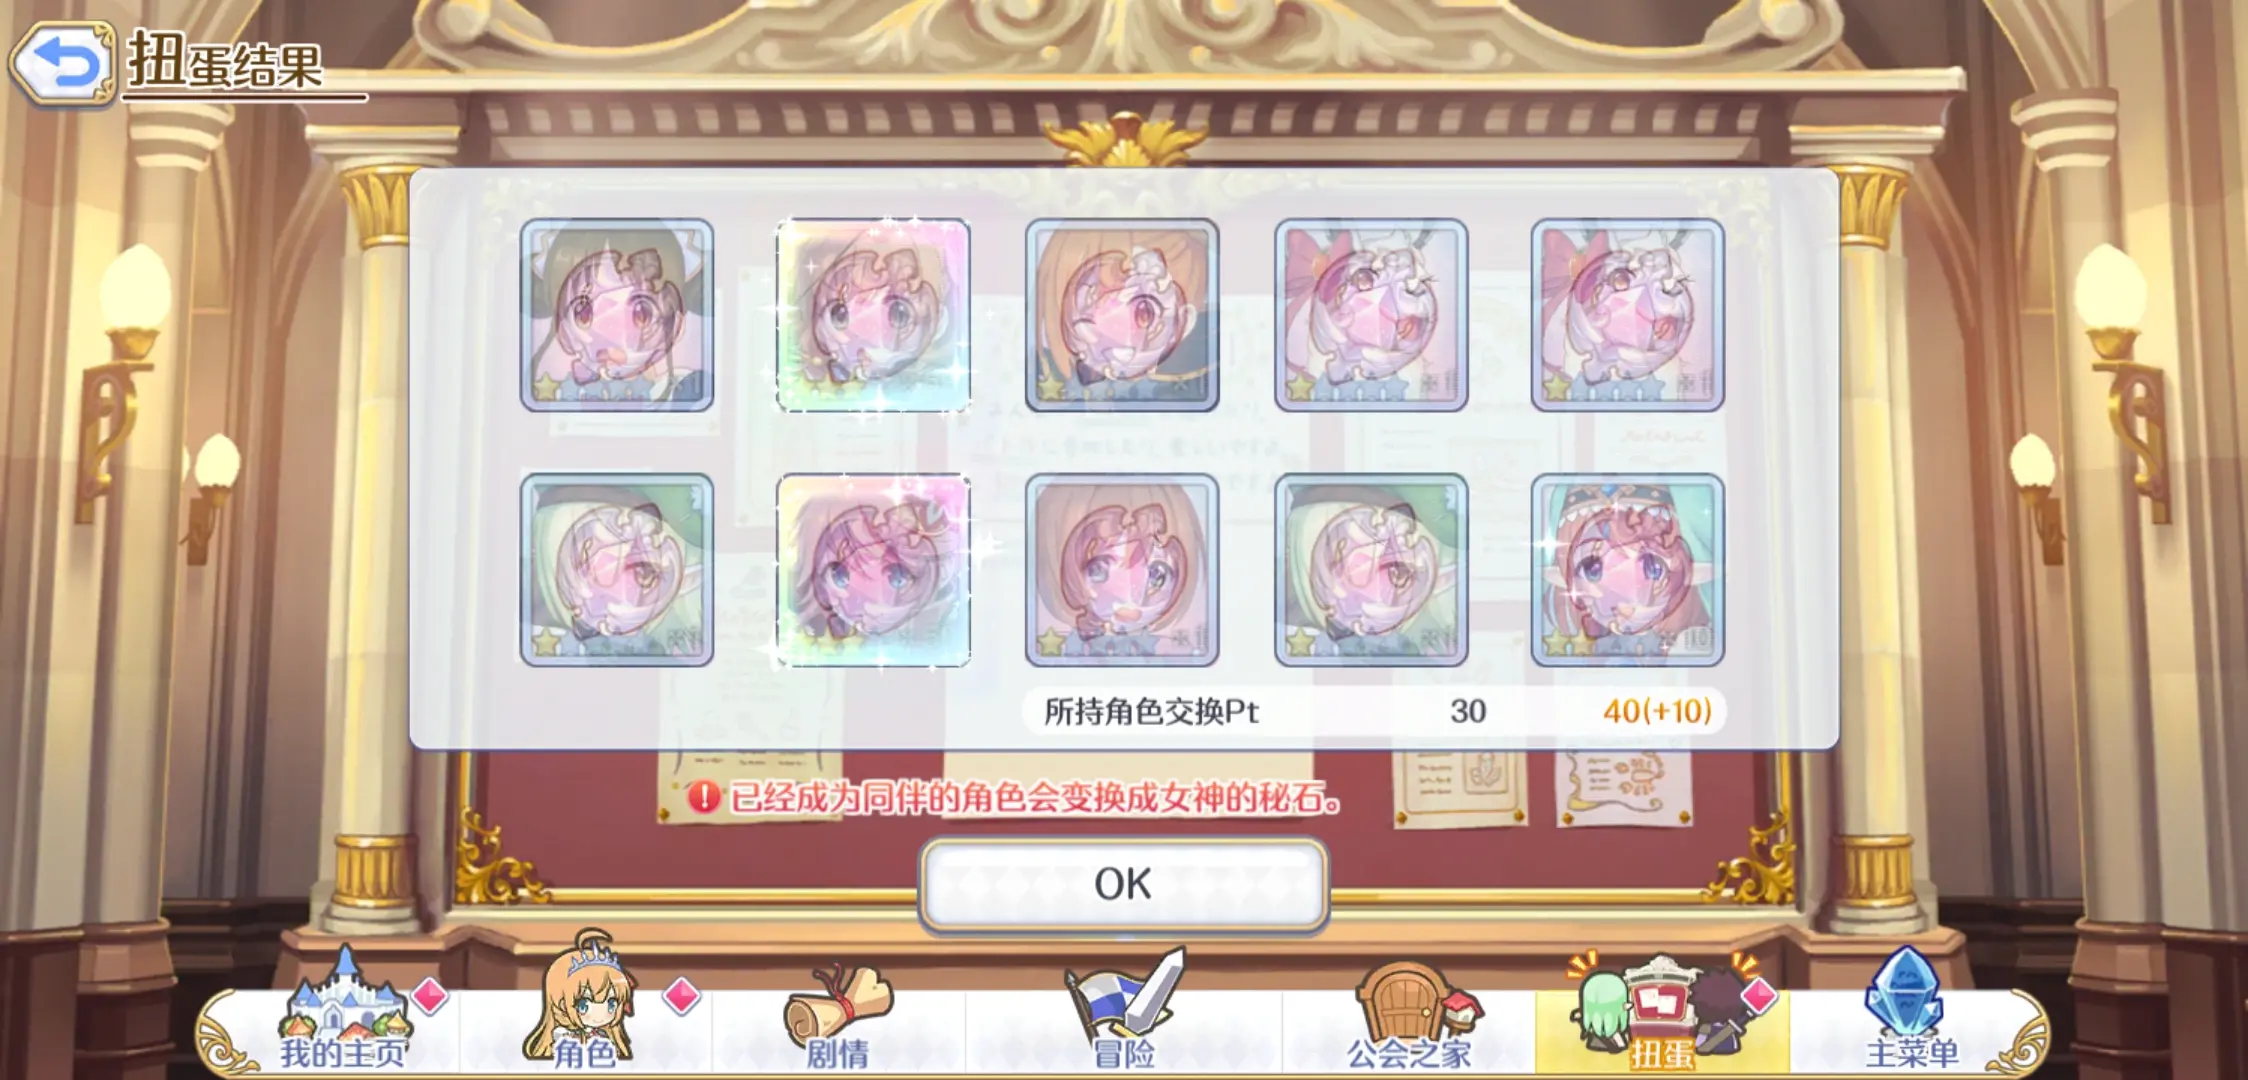 扭蛋结果
所持角色交换Pt 30 40(+10)
已经成为同伴的角色会变换成女神的秘石。
OK
我的主页 角色 剧情 冒险 公会之家 扭蛋 主菜单